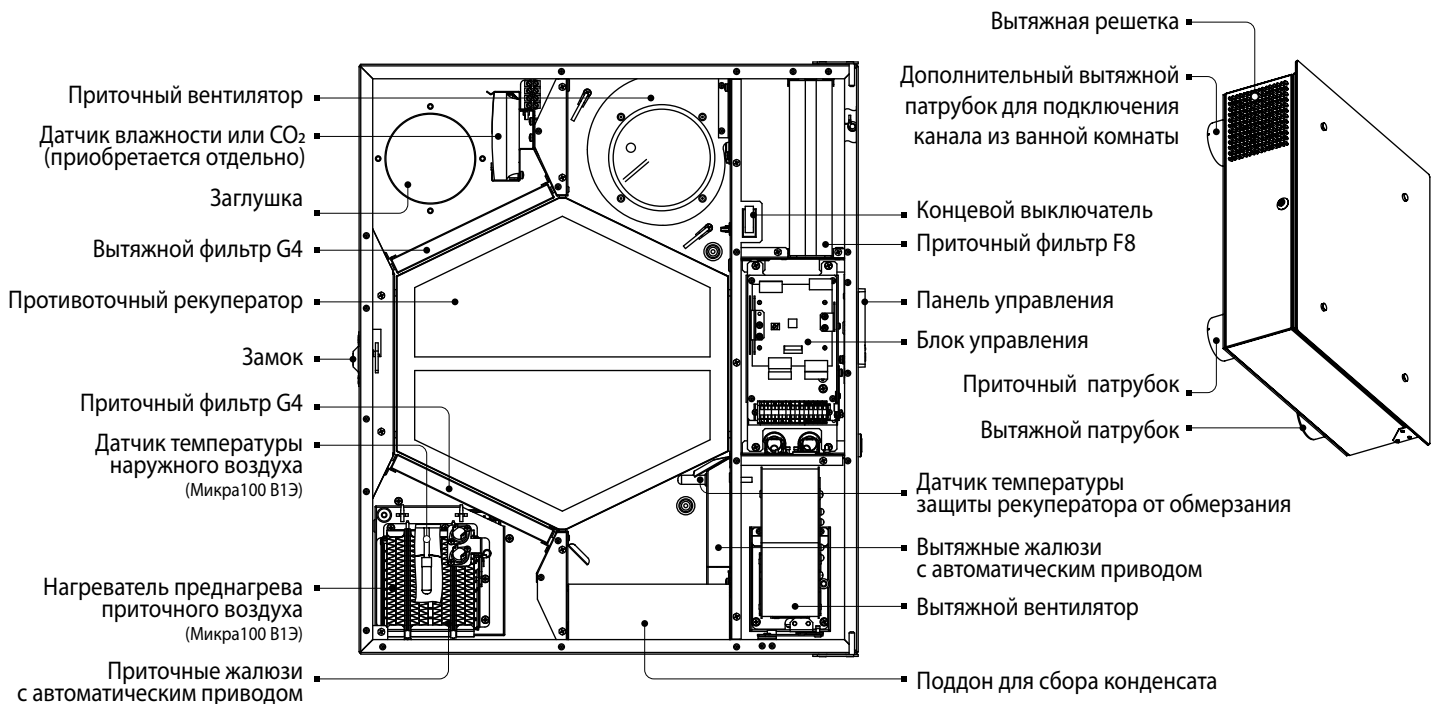 Приточный вентилятор
Датчик влажности или CO2
(приобретается отдельно)
Заглушка
Вытяжной фильтр G4
Противоточный рекуператор
Замок
Приточный фильтр G4
Датчик температуры
наружного воздуха
(Микра100 В1Э)
Нагреватель преднагрева
приточного воздуха
(Микра100 В1Э)
Приточные жалюзи
с автоматическим приводом
Вытяжная решетка
Дополнительный вытяжной
патрубок для подключения
канала из ванной комнаты
Концевой выключатель
Приточный фильтр F8
Панель управления
Блок управления
Приточный патрубок
Вытяжной патрубок
Датчик температуры
защиты рекуператора от обмерзания
Вытяжные жалюзи
с автоматическим приводом
Вытяжной вентилятор
Поддон для сбора конденсата